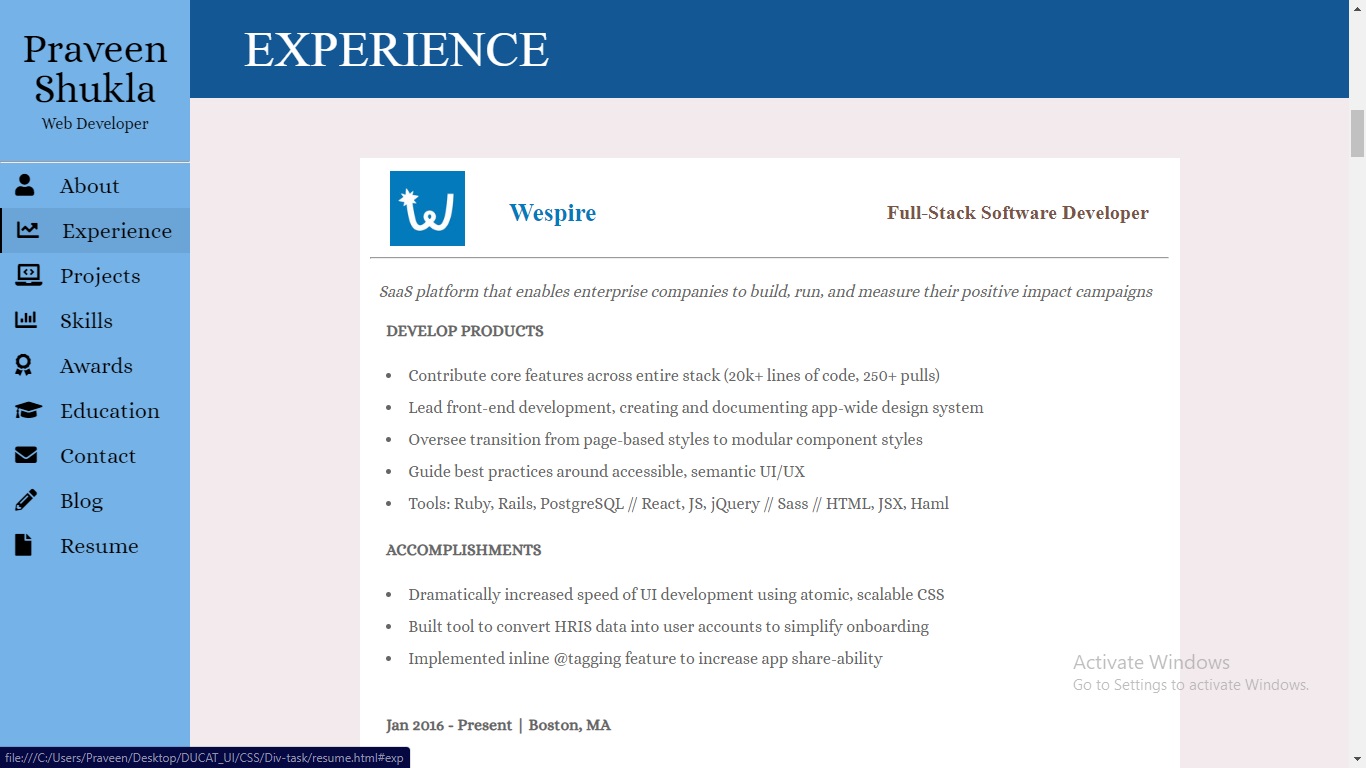 Praveen
Shukla
Web Developer
About
Experience
Projects
Skills
Awards
Education
Contact
Blog
Resume
EXPERIENCE
W
Wespire
Full-Stack Software Developer
SaaS platform that enables enterprise companies to build, run, and measure their positive impact campaigns
DEVELOP PRODUCTS
• Contribute core features across entire stack (20k+ lines of code, 250+ pulls)
• Lead front-end development, creating and documenting app-wide design system
• Oversee transition from page-based styles to modular component styles
• Guide best practices around accessible, semantic UI/UX
• Tools: Ruby, Rails, PostgreSQL // React, JS, jQuery // Sass // HTML, JSX, Haml
ACCOMPLISHMENTS
• Dramatically increased speed of UI development using atomic, scalable CSS
• Built tool to convert HRIS data into user accounts to simplify onboarding
• Implemented inline @tagging feature to increase app share-ability
Jan 2016 - Present | Boston, MA
Activate Windows
Go to Settings to activate Windows.
file:///C:/Users/Praveen/Desktop/DUCAT_UI/CSS/Div-task/resume.html#exp